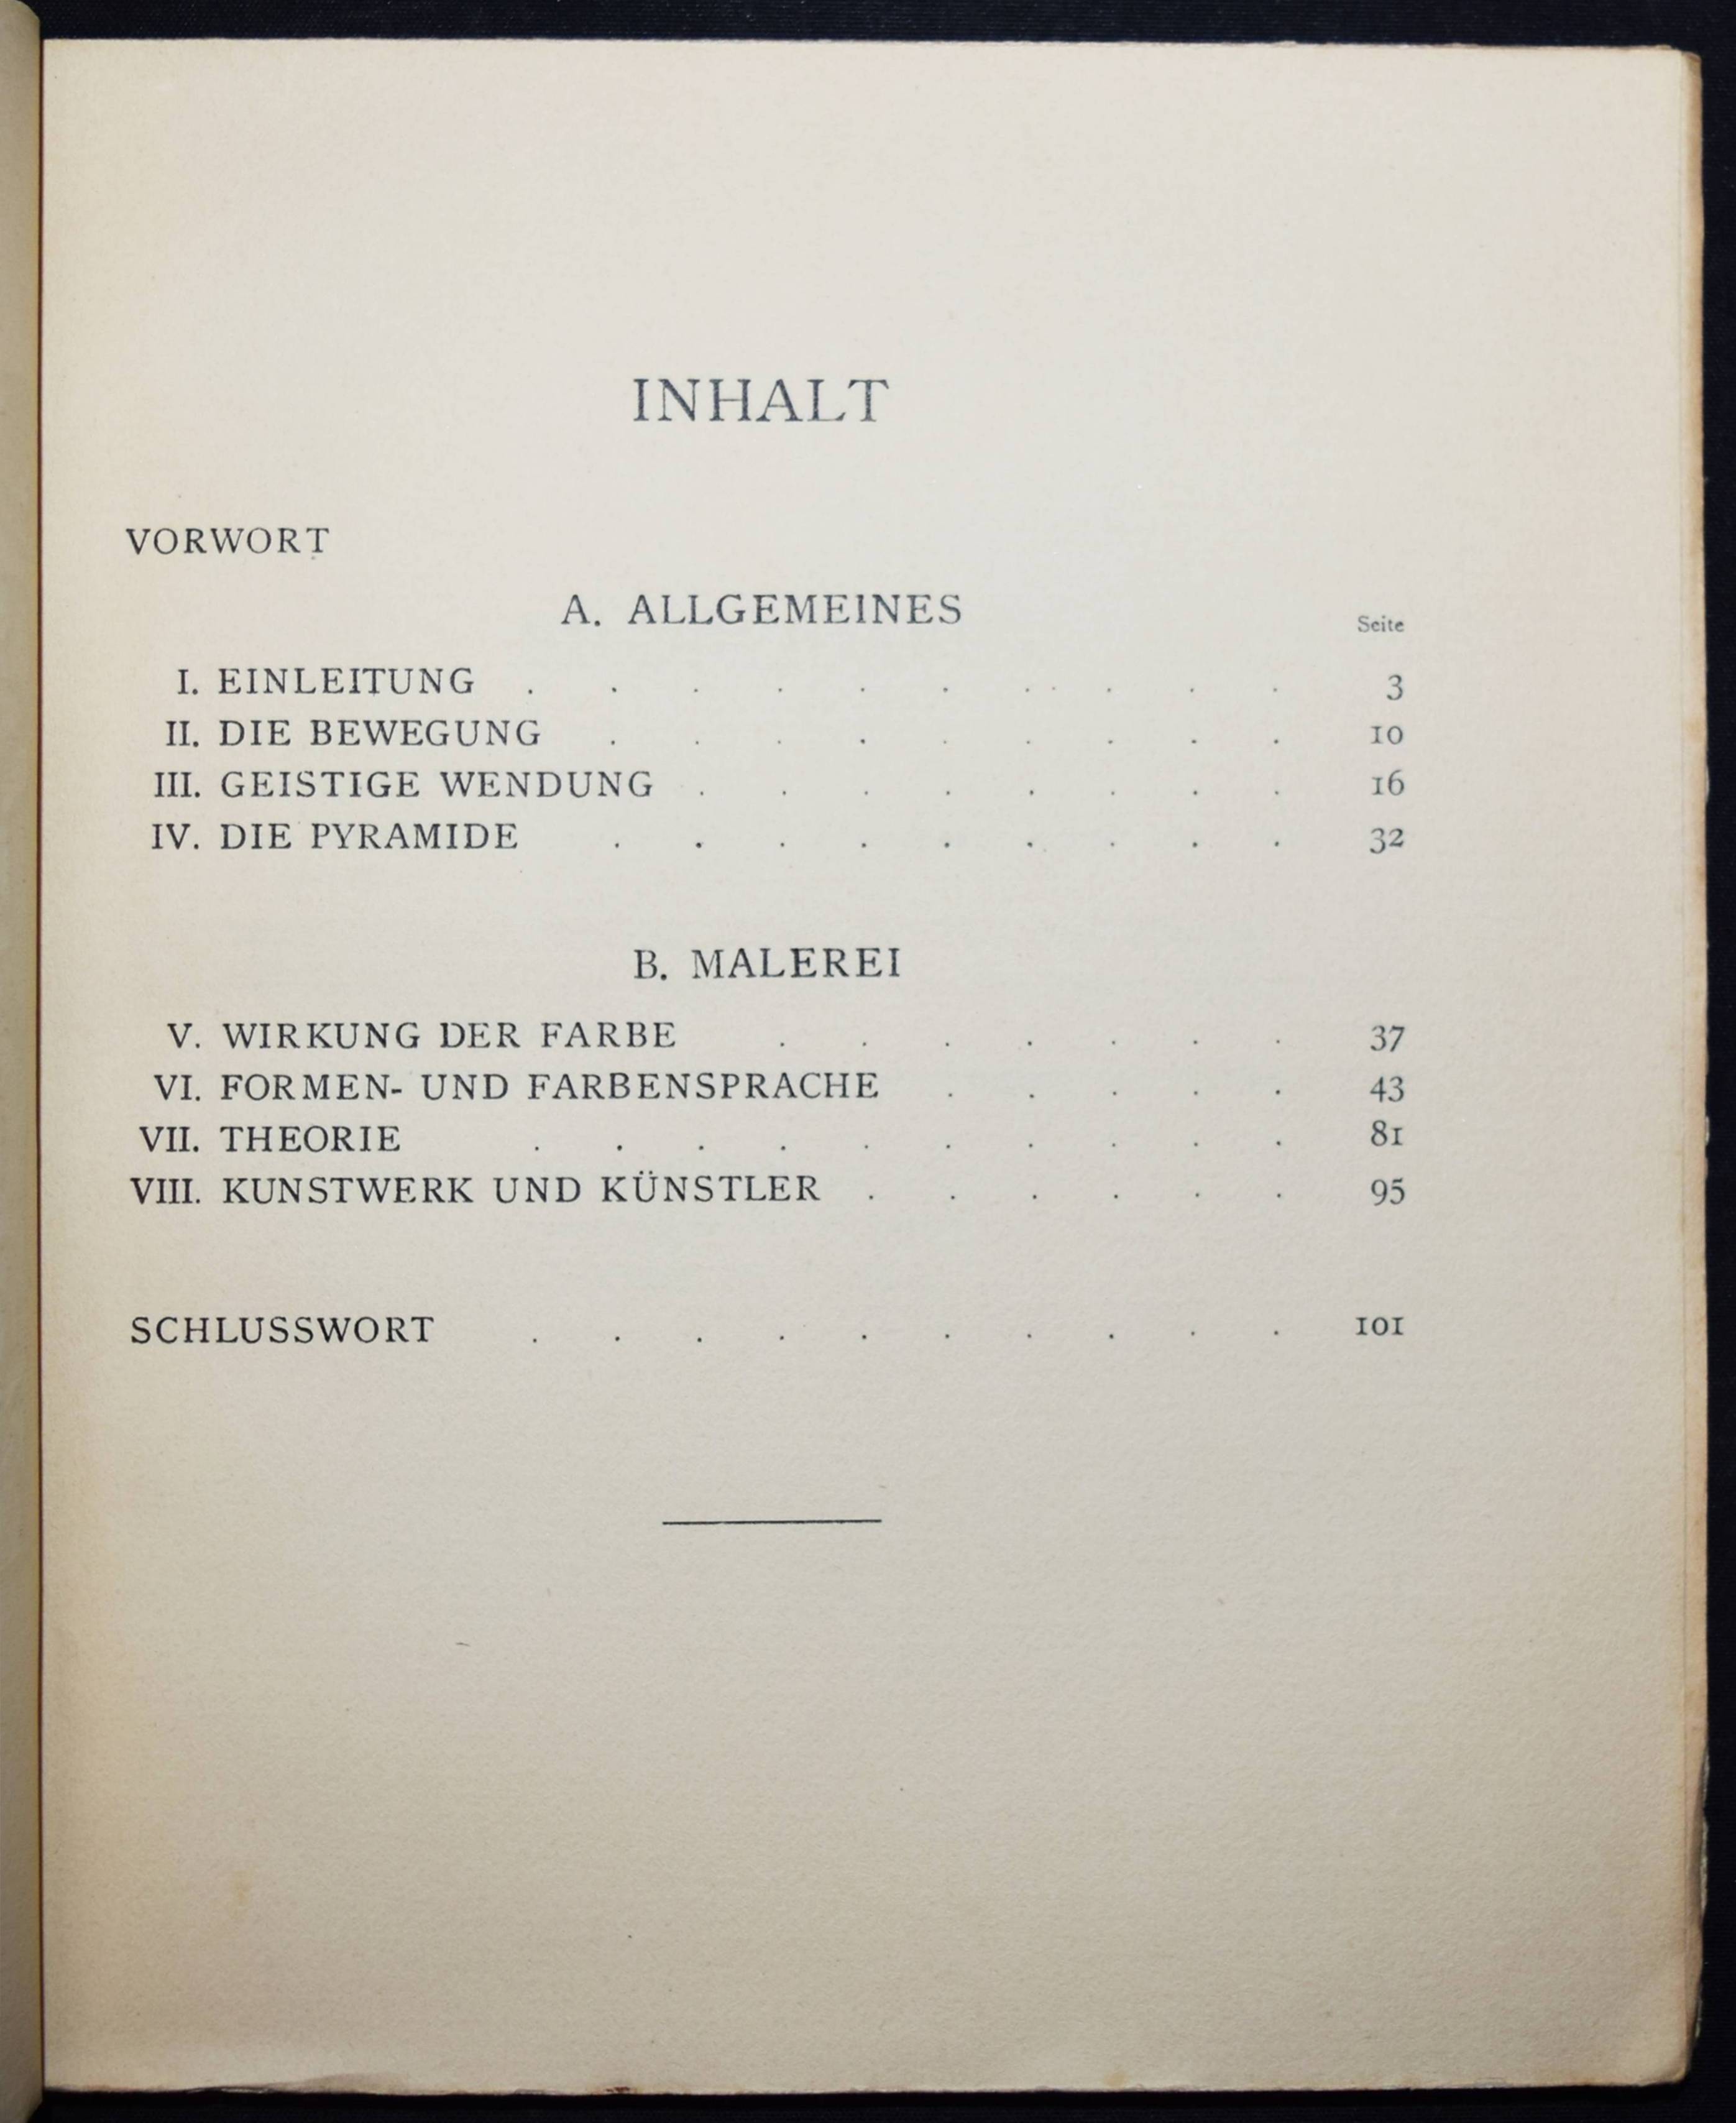 INHALT
VORWORT
A. ALLGEMEINES
Seite
I. EINLEITUNG . . . . . . . . . . . 3
II. DIE BEWEGUNG . . . . . . . . . 10
III. GEISTIGE WENDUNG . . . . . . . . 16
IV. DIE PYRAMIDE . . . . . . . . . 32
B. MALEREI
V. WIRKUNG DER FARBE . . . . . . . 37
VI. FORMEN- UND FARBENSPRACHE . . . . . 43
VII. THEORIE . . . . . . . . . . 81
VIII. KUNSTWERK UND KÜNSTLER . . . . . . 95
SCHLUSSWORT . . . . . . . . . . 101